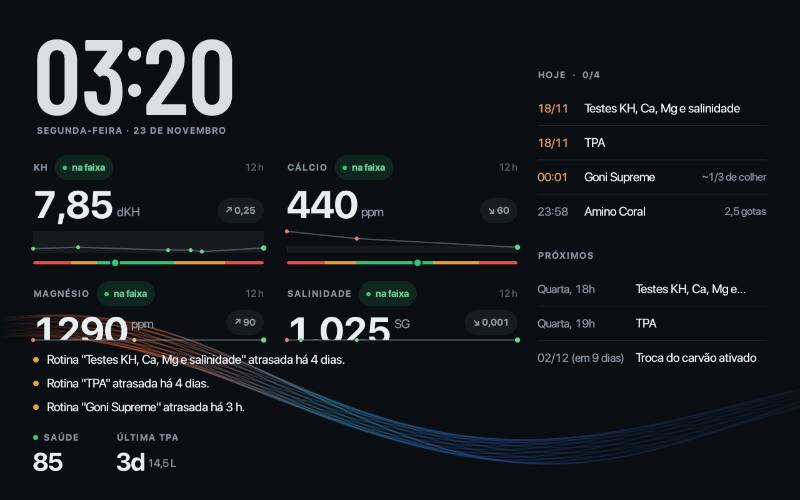 03:20
SEGUNDA-FEIRA · 23 DE NOVEMBRO
KH na faixa 12h
7,85 dKH ↗0,25
CÁLCIO na faixa 12h
440 ppm ↘60
MAGNÉSIO na faixa 12h
1290 ppm ↗90
SALINIDADE na faixa 12h
1.025 SG ↘0,001
Rotina "Testes KH, Ca, Mg e salinidade" atrasada há 4 dias.
Rotina "TPA" atrasada há 4 dias.
Rotina "Goni Supreme" atrasada há 3 h.
SAÚDE
85
ÚLTIMA TPA
3d 14,5 L
HOJE · 0/4
18/11 Testes KH, Ca, Mg e salinidade
18/11 TPA
00:01 Goni Supreme ~1/3 de colher
23:58 Amino Coral 2,5 gotas
PRÓXIMOS
Quarta, 18h Testes KH, Ca, Mg e...
Quarta, 19h TPA
02/12 (em 9 dias) Troca do carvão ativado